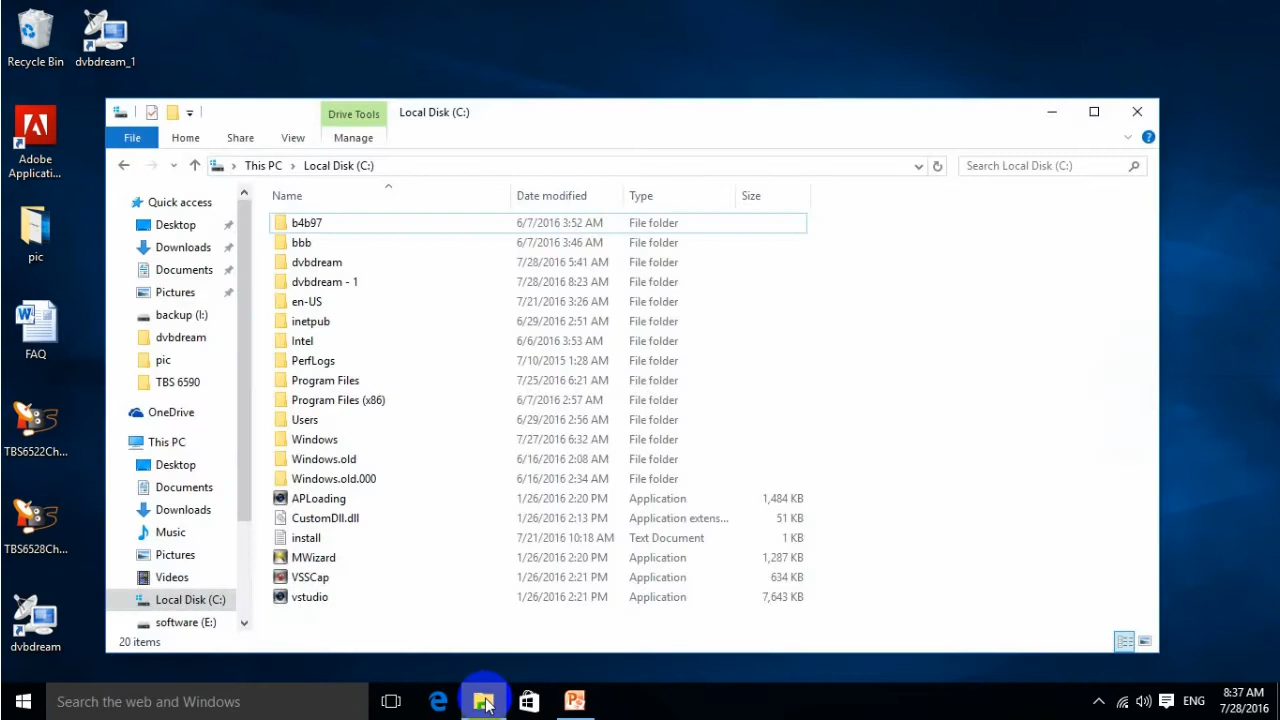 Recycle Bin
dvbdream_1
Adobe
Applicati...
pic
FAQ
TBS6522Ch...
TBS6528Ch...
dvbdream
Drive Tools
Local Disk (C:)
File
Home
Share
View
Manage
This PC
Local Disk (C:)
Search Local Disk (C:)
Quick access
Desktop
Downloads
Documents
Pictures
backup (I:)
dvbdream
pic
TBS 6590
OneDrive
This PC
Desktop
Documents
Downloads
Music
Pictures
Videos
Local Disk (C:)
software (E:)
Name Date modified Type Size
b4b97 6/7/2016 3:52 AM File folder
bbb 6/7/2016 3:46 AM File folder
dvbdream 7/28/2016 5:41 AM File folder
dvbdream - 1 7/28/2016 8:23 AM File folder
en-US 7/21/2016 3:26 AM File folder
inetpub 6/29/2016 2:51 AM File folder
Intel 6/6/2016 3:53 AM File folder
PerfLogs 7/10/2015 1:28 AM File folder
Program Files 7/25/2016 6:21 AM File folder
Program Files (x86) 6/7/2016 2:57 AM File folder
Users 6/29/2016 2:56 AM File folder
Windows 7/27/2016 6:32 AM File folder
Windows.old 6/16/2016 2:08 AM File folder
Windows.old.000 6/16/2016 2:34 AM File folder
APLoading 1/26/2016 2:20 PM Application 1,484 KB
CustomDll.dll 1/26/2016 2:13 PM Application extens... 51 KB
install 7/21/2016 10:18 AM Text Document 1 KB
MWizard 1/26/2016 2:20 PM Application 1,287 KB
VSSCap 1/26/2016 2:21 PM Application 634 KB
vstudio 1/26/2016 2:21 PM Application 7,643 KB
20 items
Search the web and Windows
ENG
8:37 AM
7/28/2016